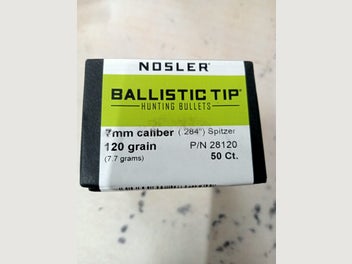 NOSLER®
BALLISTIC TIP®
HUNTING BULLETS
7mm caliber (.284") Spitzer
120 grain P/N 28120
(7.7 grams) 50 Ct.